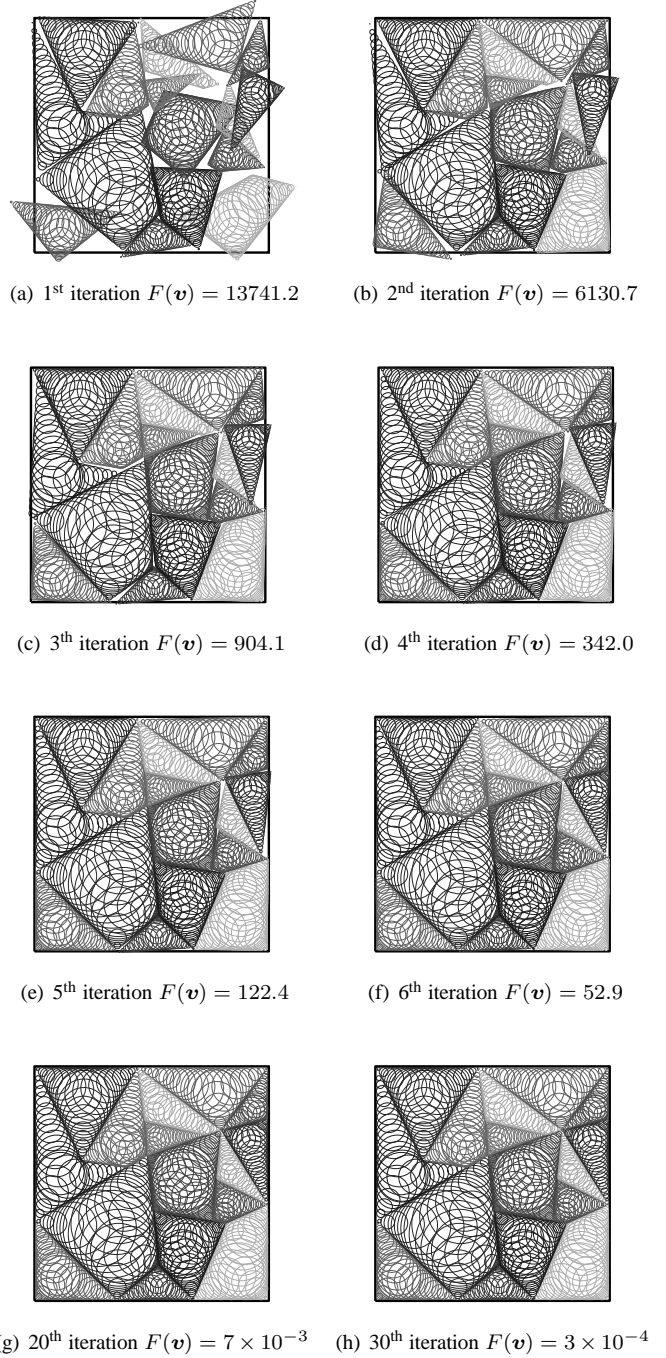 (a) 1st iteration F(v) = 13741.2
(b) 2nd iteration F(v) = 6130.7
(c) 3th iteration F(v) = 904.1
(d) 4th iteration F(v) = 342.0
(e) 5th iteration F(v) = 122.4
(f) 6th iteration F(v) = 52.9
g) 20th iteration F(v) = 7 × 10−3
(h) 30th iteration F(v) = 3 × 10−4